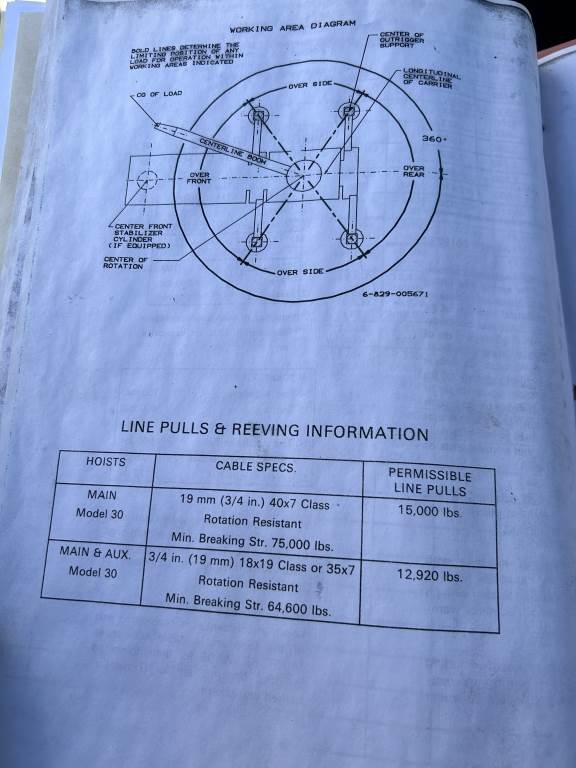 WORKING AREA DIAGRAM
BOLD LINES DETERMINE THE
LIMITING POSITION OF ANY
LOAD FOR OPERATION WITHIN
WORKING AREAS INDICATED
CENTER OF
OUTRIGGER
SUPPORT
LONGITUDINAL
CENTERLINE
OF CARRIER
CG OF LOAD
OVER SIDE
360°
CENTERLINE BOOM
OVER
FRONT
OVER
REAR
CENTER FRONT
STABILIZER
CYLINDER
(IF EQUIPPED)
CENTER OF
ROTATION
OVER SIDE
6-829-005671
LINE PULLS & REEVING INFORMATION
HOISTS
CABLE SPECS.
PERMISSIBLE
LINE PULLS
MAIN
Model 30
19 mm (3/4 in.) 40x7 Class
Rotation Resistant
Min. Breaking Str. 75,000 lbs.
15,000 lbs.
MAIN & AUX.
Model 30
3/4 in. (19 mm) 18x19 Class or 35x7
Rotation Resistant
Min. Breaking Str. 64,600 lbs.
12,920 lbs.